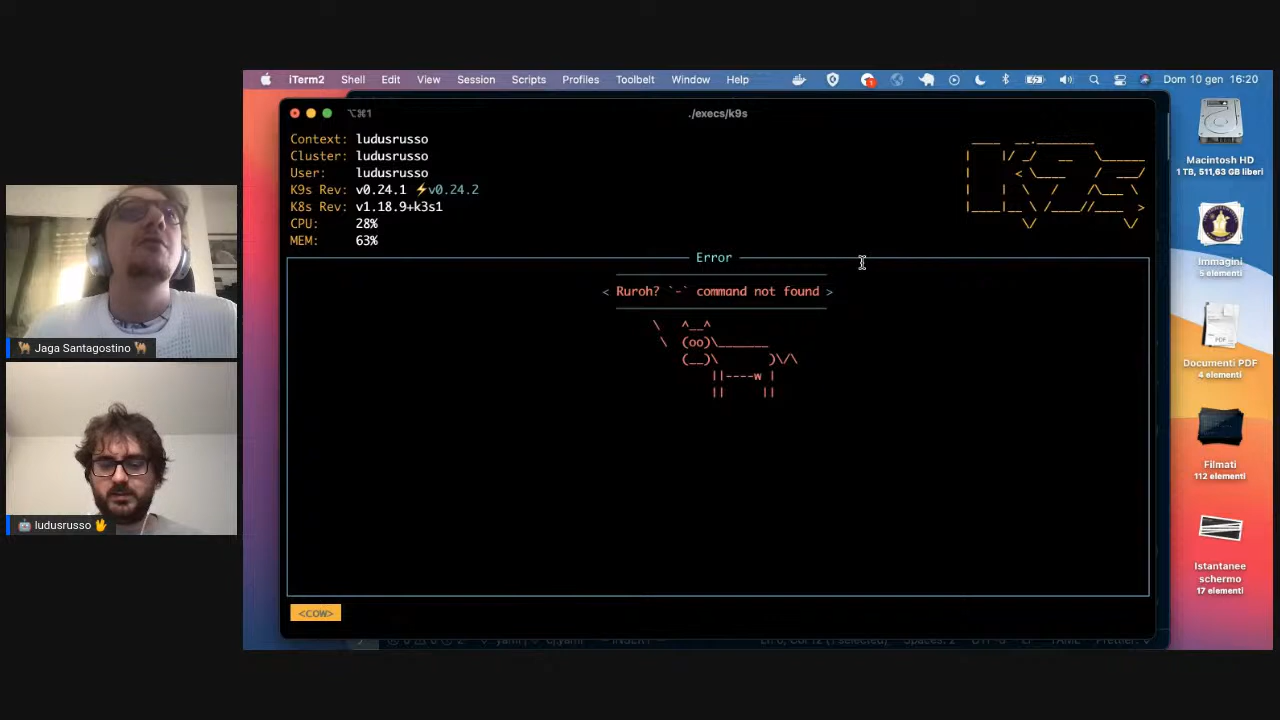 iTerm2 Shell Edit View Session Scripts Profiles Toolbelt Window Help Dom 10 gen 16:20
⌥⌘1 ./execs/k9s
Context: ludusrusso
Cluster: ludusrusso
User: ludusrusso
K9s Rev: v0.24.1 ⚡v0.24.2
K8s Rev: v1.18.9+k3s1
CPU: 28%
MEM: 63%
Error
< Ruroh? `-` command not found >
<cow>
Macintosh HD
1 TB, 511,63 GB liberi
Immagini
5 elementi
PDF
Documenti PDF
4 elementi
Filmati
112 elementi
Istantanee
schermo
17 elementi
🐫 Jaga Santagostino 🐫
🤖 ludusrusso 🖖